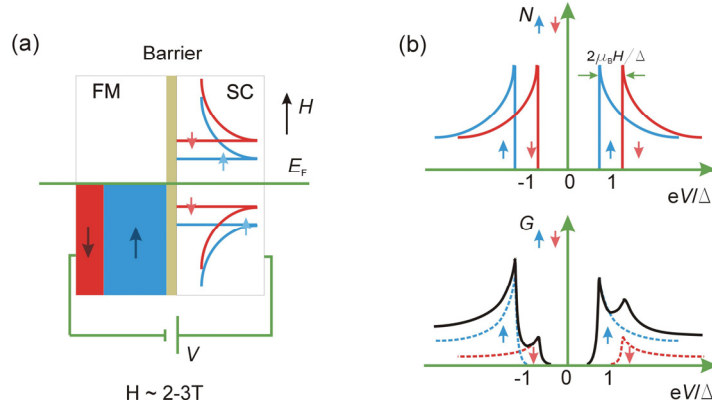 (a)
Barrier
FM
SC
H
E_F
V
H ~ 2-3T
(b)
N
2μ_BH/Δ
-1
0
1
eV/Δ
G
-1
0
1
eV/Δ